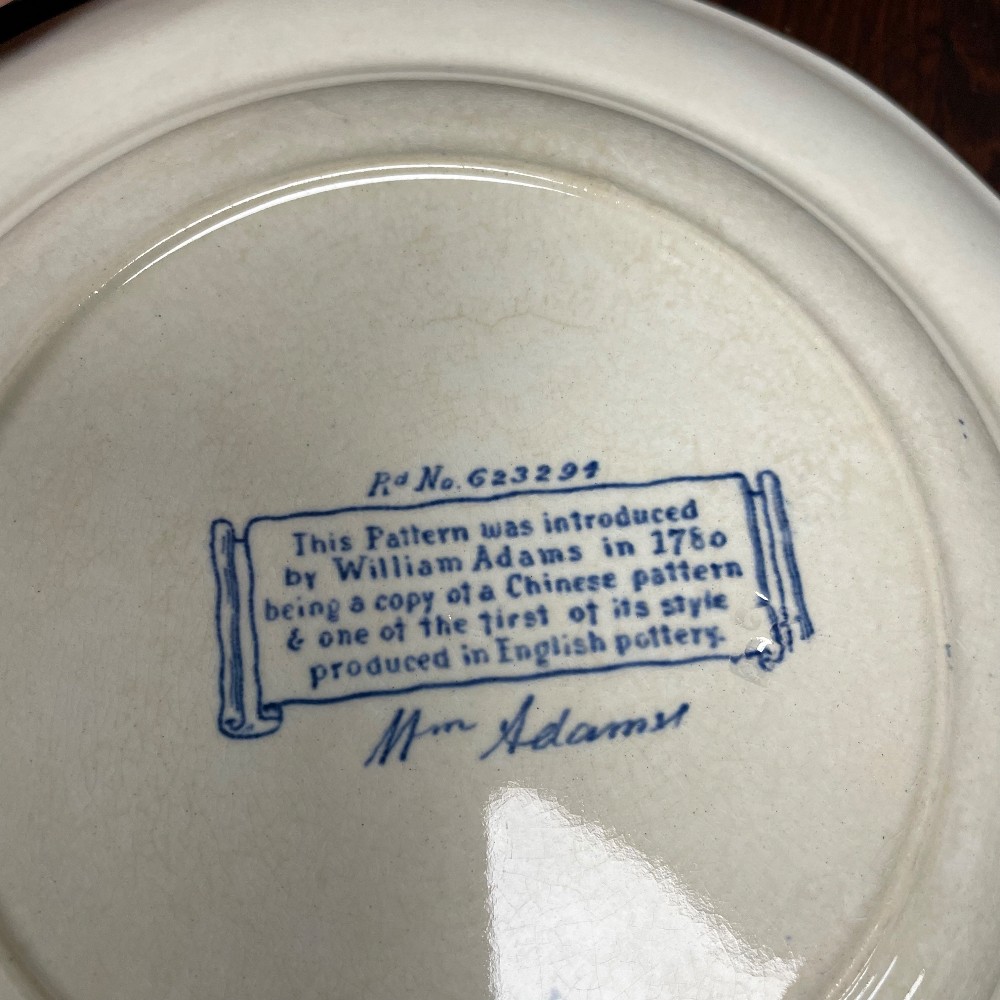 Rd No. 623294
This Pattern was introduced
by William Adams in 1780
being a copy of a Chinese pattern
& one of the first of its style
produced in English pottery.
Wm Adams